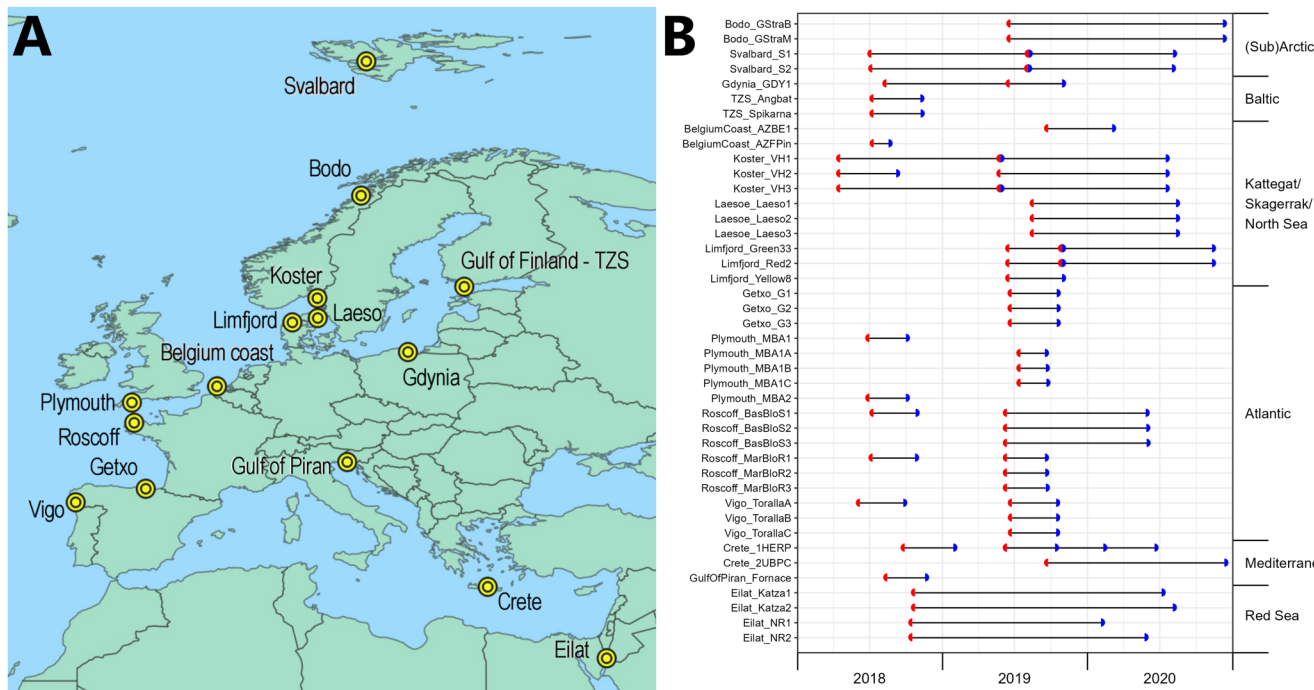 A
Svalbard
Bodo
Gulf of Finland - TZS
Koster
Limfjord
Laeso
Belgium coast
Gdynia
Plymouth
Roscoff
Getxo
Gulf of Piran
Vigo
Crete
Eilat
B
Bodo_GStraB
Bodo_GStraM
Svalbard_S1
Svalbard_S2
Gdynia_GDY1
TZS_Angbat
TZS_Spikarna
BelgiumCoast_AZBE1
BelgiumCoast_AZFPin
Koster_VH1
Koster_VH2
Koster_VH3
Laesoe_Laeso1
Laesoe_Laeso2
Laesoe_Laeso3
Limfjord_Green33
Limfjord_Red2
Limfjord_Yellow8
Getxo_G1
Getxo_G2
Getxo_G3
Plymouth_MBA1
Plymouth_MBA1A
Plymouth_MBA1B
Plymouth_MBA1C
Plymouth_MBA2
Roscoff_BasBloS1
Roscoff_BasBloS2
Roscoff_BasBloS3
Roscoff_MarBloR1
Roscoff_MarBloR2
Roscoff_MarBloR3
Vigo_TorallaA
Vigo_TorallaB
Vigo_TorallaC
Crete_1HERP
Crete_2UBPC
GulfOfPiran_Fornace
Eilat_Katza1
Eilat_Katza2
Eilat_NR1
Eilat_NR2
(Sub)Arctic
Baltic
Kattegat/
Skagerrak/
North Sea
Atlantic
Mediterrane
Red Sea
2018 2019 2020